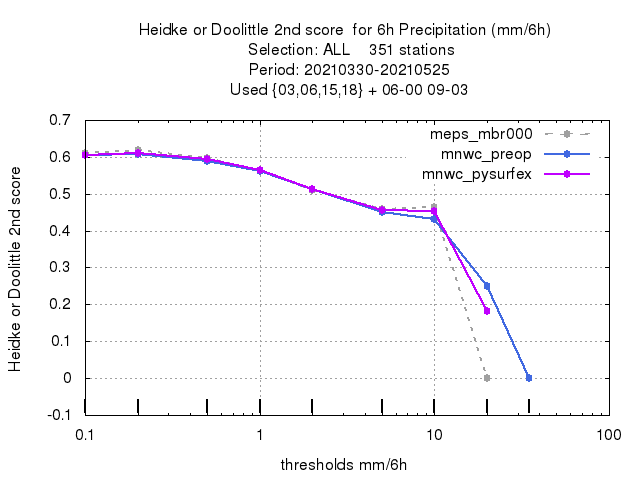 Heidke or Doolittle 2nd score  for 6h Precipitation (mm/6h)
Selection: ALL    351 stations
Period: 20210330-20210525
Used {03,06,15,18} + 06-00 09-03
meps_mbr000
mnwc_preop
mnwc_pysurfex
Heidke or Doolittle 2nd score
0.7
0.6
0.5
0.4
0.3
0.2
0.1
0
-0.1
0.1 1 10 100
thresholds mm/6h